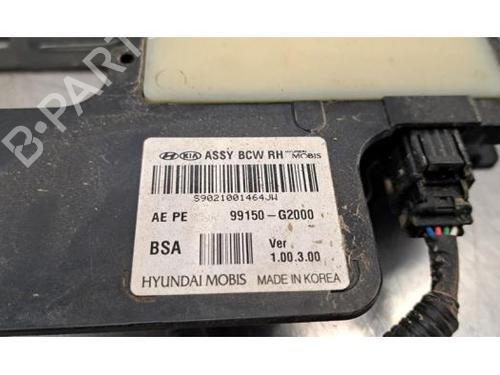 KIA ASSY BCW RH MOBIS
S9021001464JW
AE PE 99150-G2000
BSA Ver
1.00.3.00
HYUNDAI MOBIS MADE IN KOREA
B-PARTS